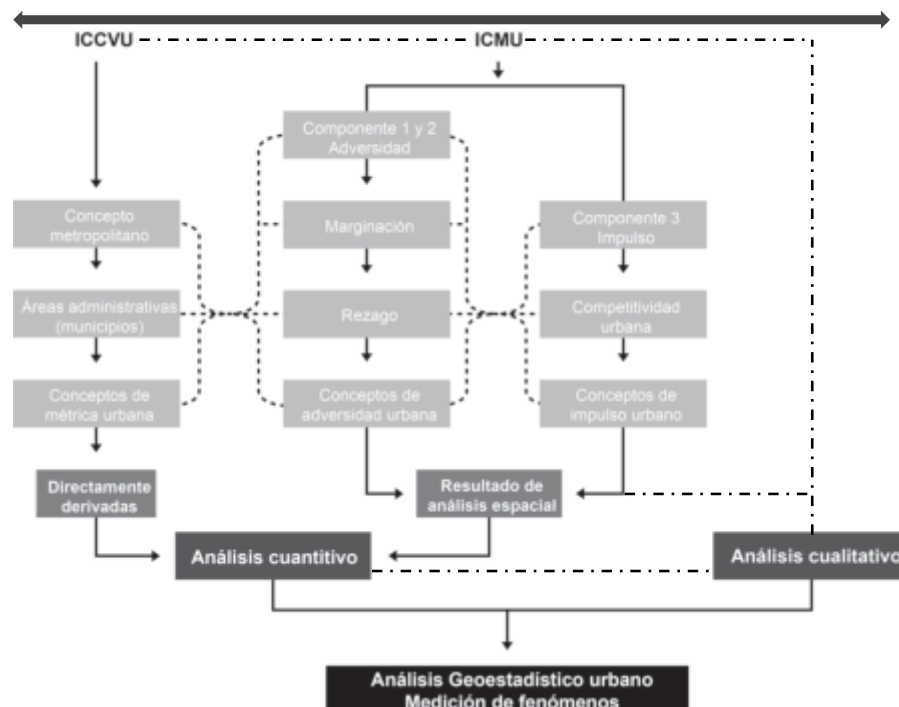 ICCVU
ICMU
Componente 1 y 2
Adversidad
Concepto
metropolitano
Marginación
Componente 3
Impulso
Áreas administrativas
(municipios)
Rezago
Competitividad
urbana
Conceptos de
métrica urbana
Conceptos de
adversidad urbana
Conceptos de
impulso urbano
Directamente
derivadas
Resultado de
análisis espacial
Análisis cuantitivo
Análisis cualitativo
Análisis Geoestadístico urbano
Medición de fenómenos